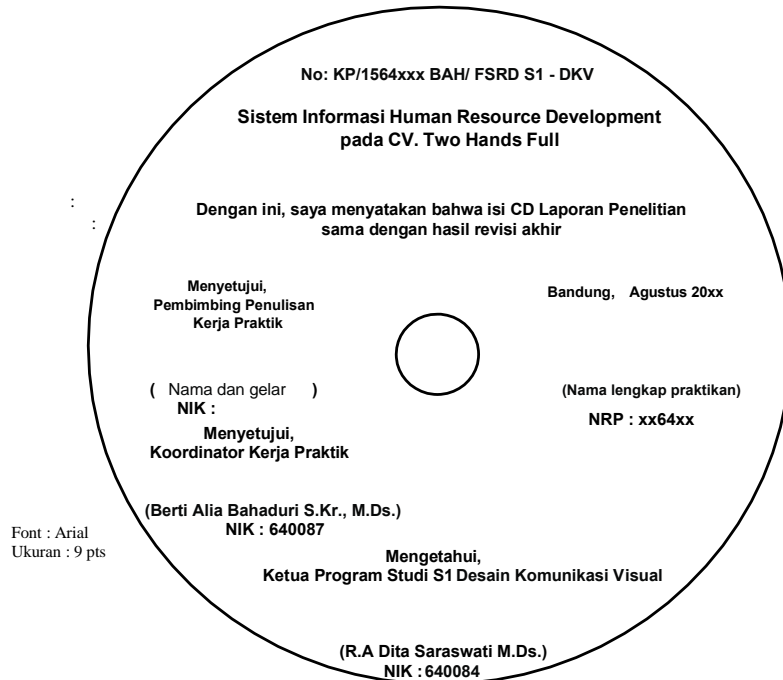 No: KP/1564xxx BAH/ FSRD S1 - DKV
Sistem Informasi Human Resource Development
pada CV. Two Hands Full
:
:
Dengan ini, saya menyatakan bahwa isi CD Laporan Penelitian
sama dengan hasil revisi akhir
Menyetujui,
Pembimbing Penulisan
Kerja Praktik
Bandung, Agustus 20xx
( Nama dan gelar )
NIK :
(Nama lengkap praktikan)
NRP : xx64xx
Menyetujui,
Koordinator Kerja Praktik
(Berti Alia Bahaduri S.Kr., M.Ds.)
NIK : 640087
Font : Arial
Ukuran : 9 pts
Mengetahui,
Ketua Program Studi S1 Desain Komunikasi Visual
(R.A Dita Saraswati M.Ds.)
NIK : 640084